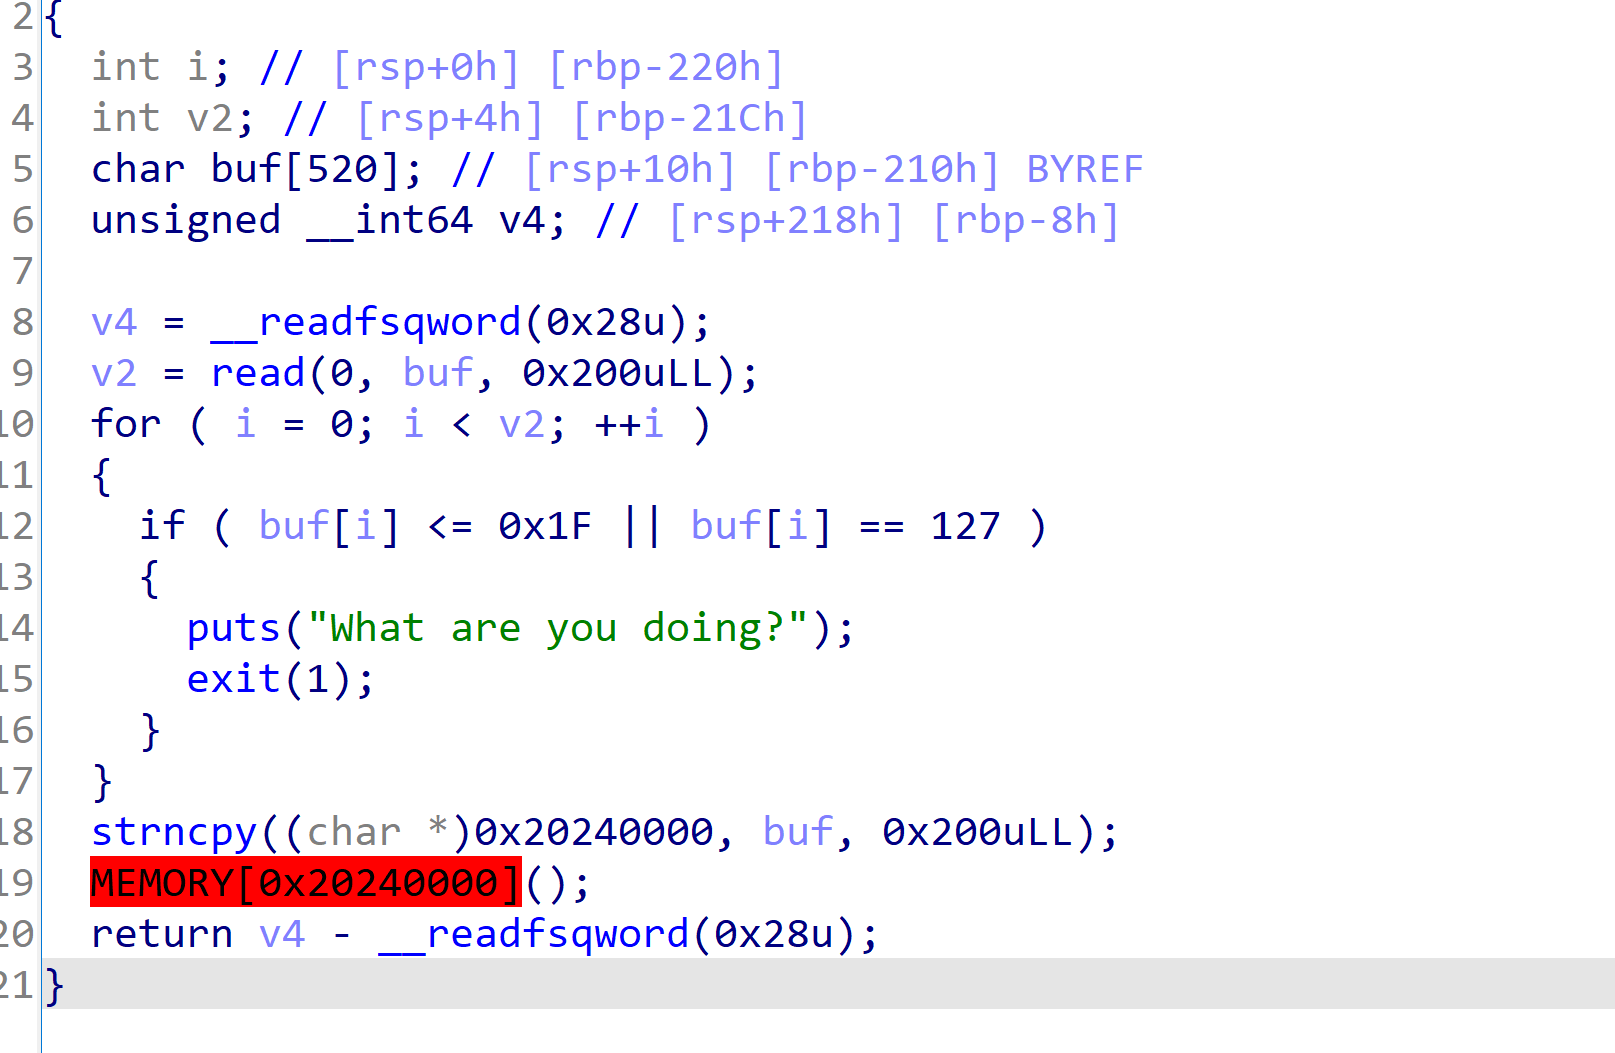 2 {
3   int i; // [rsp+0h] [rbp-220h]
4   int v2; // [rsp+4h] [rbp-21Ch]
5   char buf[520]; // [rsp+10h] [rbp-210h] BYREF
6   unsigned __int64 v4; // [rsp+218h] [rbp-8h]
7
8   v4 = __readfsqword(0x28u);
9   v2 = read(0, buf, 0x200uLL);
10   for ( i = 0; i < v2; ++i )
11   {
12     if ( buf[i] <= 0x1F || buf[i] == 127 )
13     {
14       puts("What are you doing?");
15       exit(1);
16     }
17   }
18   strncpy((char *)0x20240000, buf, 0x200uLL);
19   MEMORY[0x20240000]();
20   return v4 - __readfsqword(0x28u);
21 }